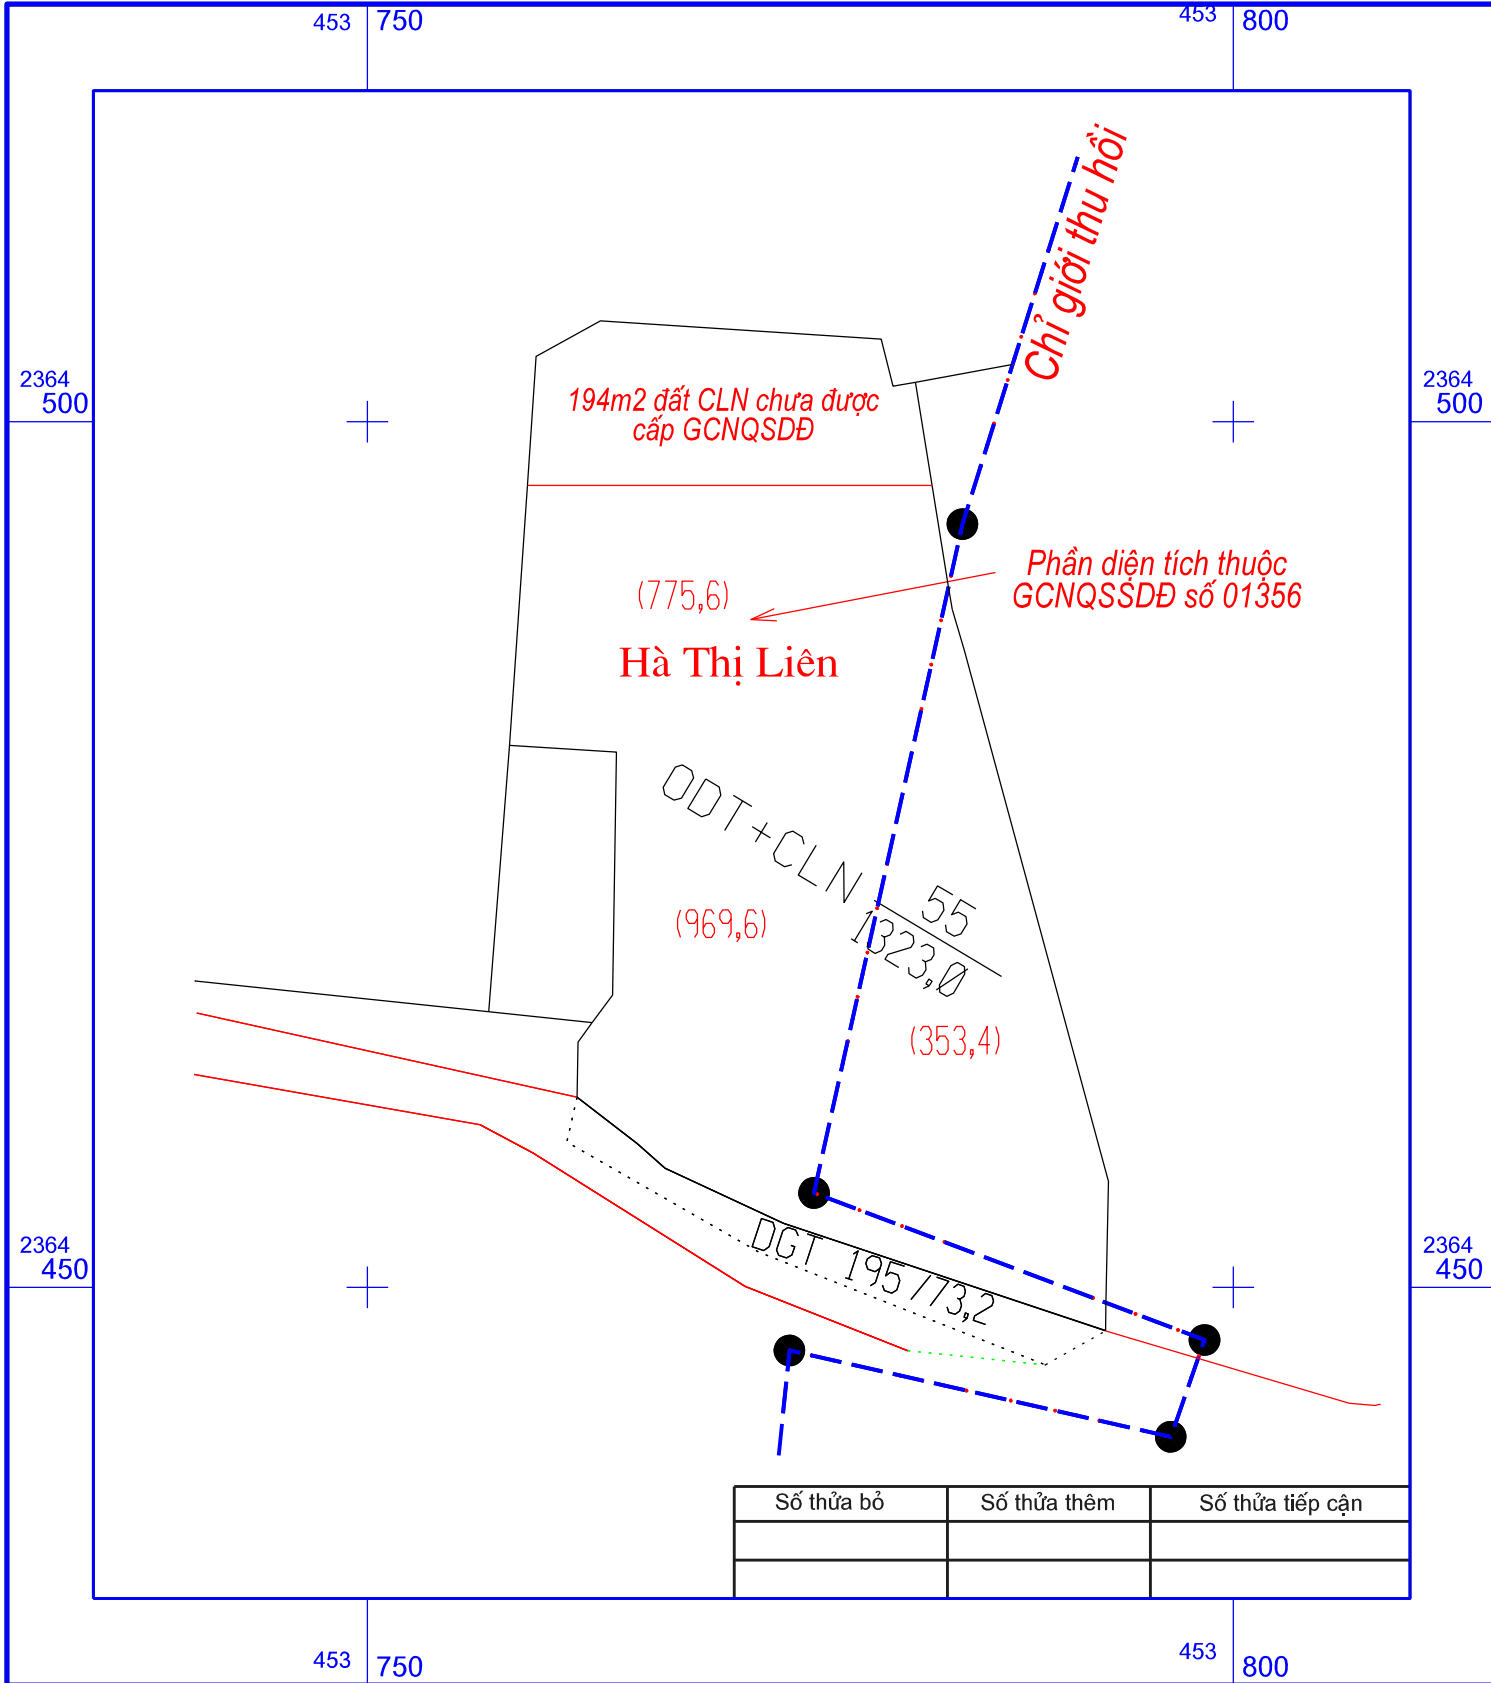 453 750
453 800
Chỉ giới thu hồi
2364
500
2364
500
194m2 đất CLN chưa được
cấp GCNQSDĐ
Phần diện tích thuộc
GCNQSSDĐ số 01356
(775,6)
Hà Thị Liên
ODT+CLN 55
1323,0
(969,6)
(353,4)
2364
450
2364
450
DGT 195/73,2
Số thửa bỏ Số thửa thêm Số thửa tiếp cận
453 750
453 800